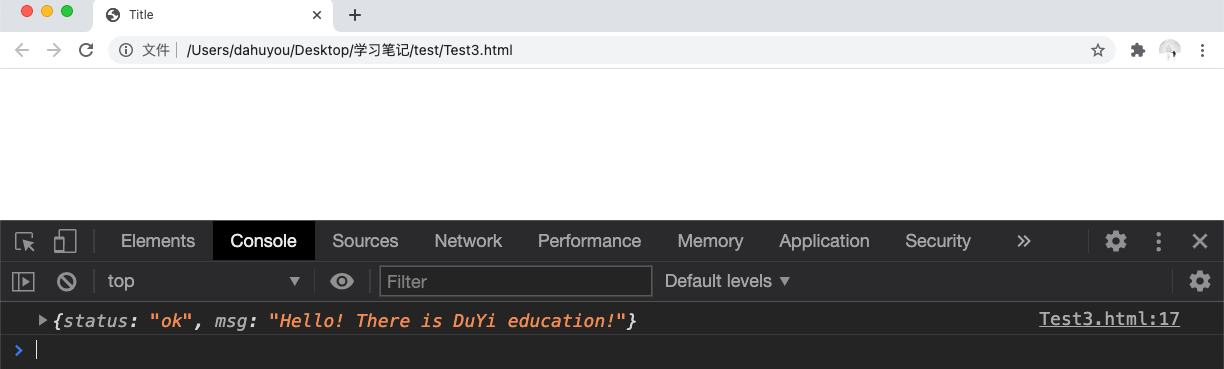 Title
文件 /Users/dahuyou/Desktop/学习笔记/test/Test3.html
Elements Console Sources Network Performance Memory Application Security
top Filter Default levels
{status: "ok", msg: "Hello! There is DuYi education!"} Test3.html:17